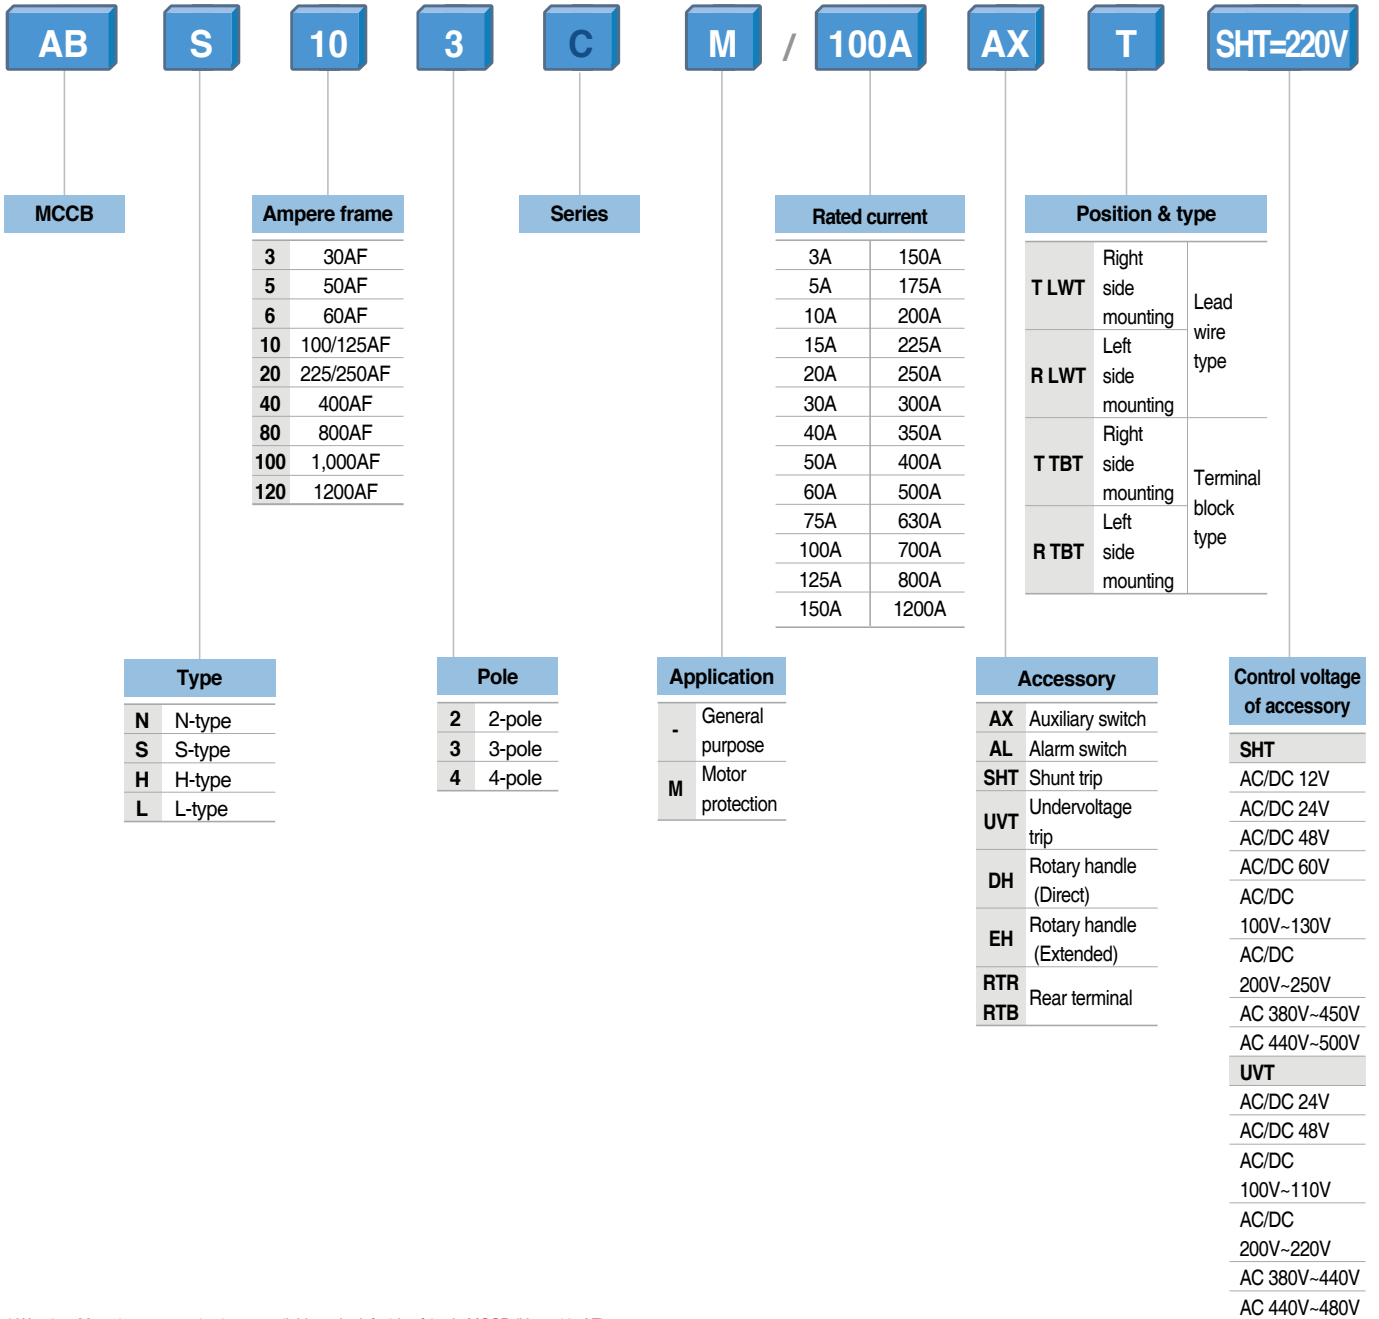 AB S 10 3 C M / 100A AX T SHT=220V
MCCB
Ampere frame
3 30AF
5 50AF
6 60AF
10 100/125AF
20 225/250AF
40 400AF
80 800AF
100 1,000AF
120 1200AF
Series
Rated current
3A 150A
5A 175A
10A 200A
15A 225A
20A 250A
30A 300A
40A 350A
50A 400A
60A 500A
75A 630A
100A 700A
125A 800A
150A 1200A
Position & type
T LWT Right side mounting
R LWT Left side mounting
Lead wire type
T TBT Right side mounting
R TBT Left side mounting
Terminal block type
Type
N N-type
S S-type
H H-type
L L-type
Pole
2 2-pole
3 3-pole
4 4-pole
Application
- General purpose
M Motor protection
Accessory
AX Auxiliary switch
AL Alarm switch
SHT Shunt trip
UVT Undervoltage trip
DH Rotary handle (Direct)
EH Rotary handle (Extended)
RTR
RTB
Rear terminal
Control voltage
of accessory
SHT
AC/DC 12V
AC/DC 24V
AC/DC 48V
AC/DC 60V
AC/DC
100V~130V
AC/DC
200V~250V
AC 380V~450V
AC 440V~500V
UVT
AC/DC 24V
AC/DC 48V
AC/DC
100V~110V
AC/DC
200V~220V
AC 380V~440V
AC 440V~480V